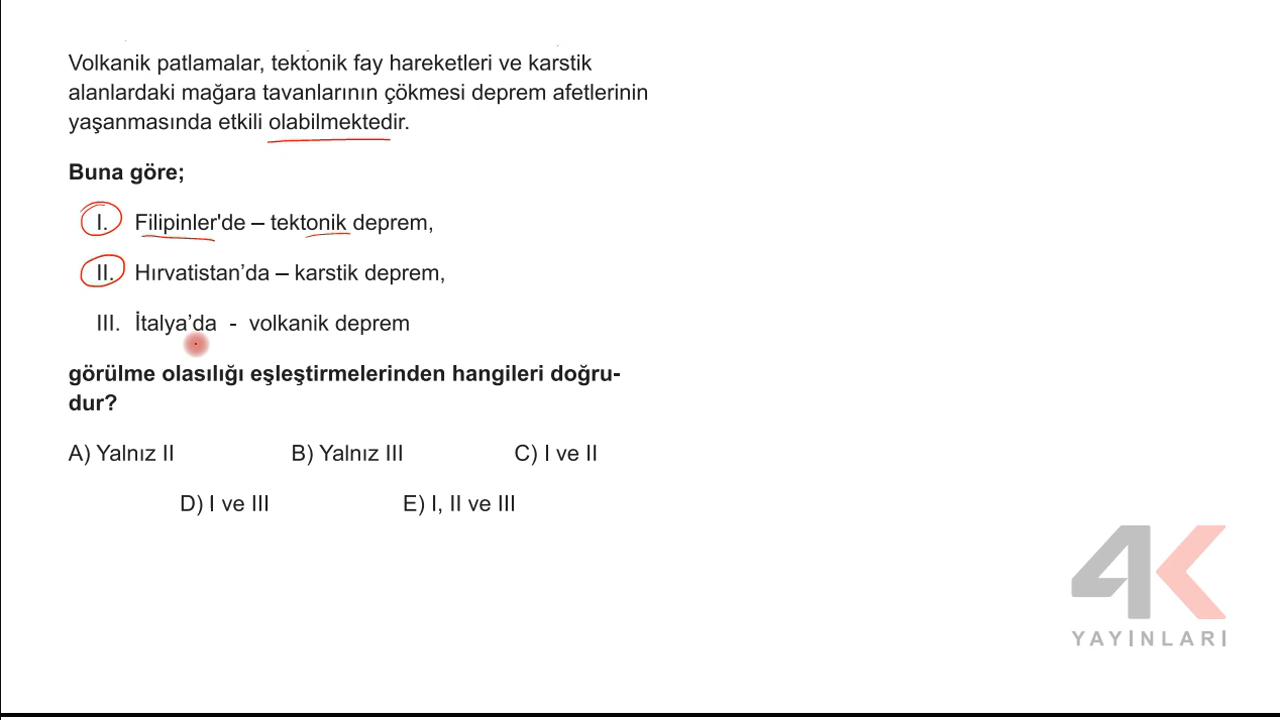 Volkanik patlamalar, tektonik fay hareketleri ve karstik
alanlardaki mağara tavanlarının çökmesi deprem afetlerinin
yaşanmasında etkili olabilmektedir.
Buna göre;
I. Filipinler'de – tektonik deprem,
II. Hırvatistan’da – karstik deprem,
III. İtalya’da - volkanik deprem
görülme olasılığı eşleştirmelerinden hangileri doğru-
dur?
A) Yalnız II B) Yalnız III C) I ve II
D) I ve III E) I, II ve III
4K
YAYINLARI